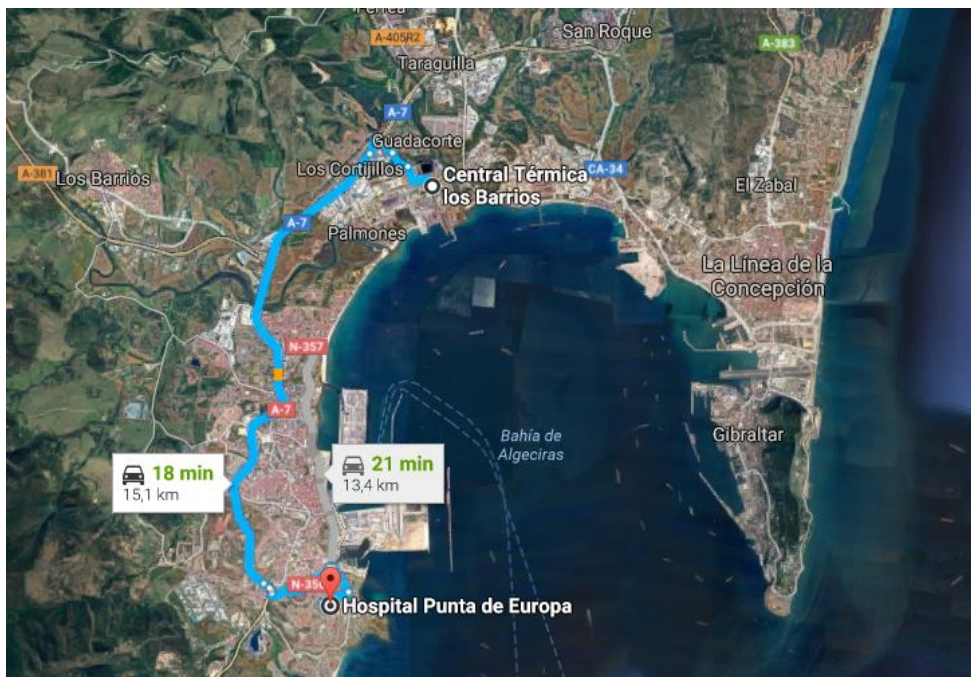 A-405R2
San Roque
A-383
Taraguilla
A-7
Guadacorte
A-381
Los Barrios
Los Cortijillos
Central Térmica
los Barrios
CA-34
El Zabal
A-7
Palmones
La Línea de la
Concepción
N-357
A-7
Gibraltar
Bahía de
Algeciras
18 min
15,1 km
21 min
13,4 km
N-350
Hospital Punta de Europa